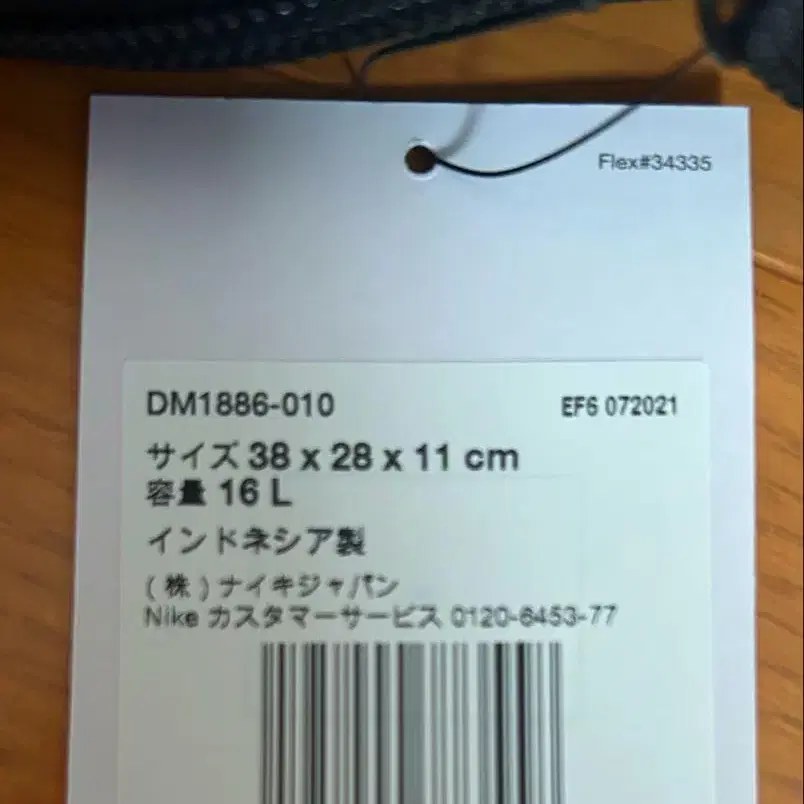 Flex#34335
DM1886-010 EF6 072021
サイズ 38 x 28 x 11 cm
容量 16 L
インドネシア製
(株)ナイキジャパン
Nike カスタマーサービス 0120-6453-77